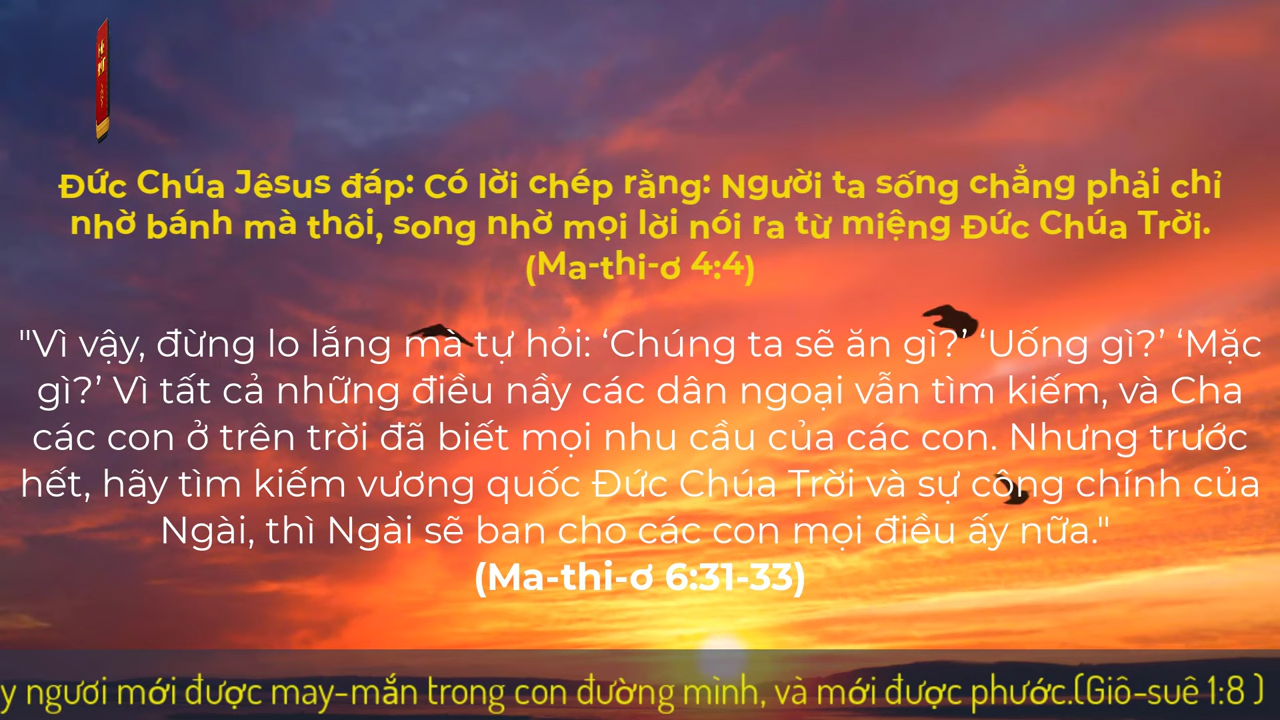 Đức Chúa Jêsus đáp: Có lời chép rằng: Người ta sống chẳng phải chỉ
nhờ bánh mà thôi, song nhờ mọi lời nói ra từ miệng Đức Chúa Trời.
(Ma-thi-ơ 4:4)
"Vì vậy, đừng lo lắng mà tự hỏi: ‘Chúng ta sẽ ăn gì?’ ‘Uống gì?’ ‘Mặc
gì?’ Vì tất cả những điều nầy các dân ngoại vẫn tìm kiếm, và Cha
các con ở trên trời đã biết mọi nhu cầu của các con. Nhưng trước
hết, hãy tìm kiếm vương quốc Đức Chúa Trời và sự công chính của
Ngài, thì Ngài sẽ ban cho các con mọi điều ấy nữa."
(Ma-thi-ơ 6:31-33)
y ngươi mới được may-mắn trong con đường mình, và mới được phước.(Giô-suê 1:8 )